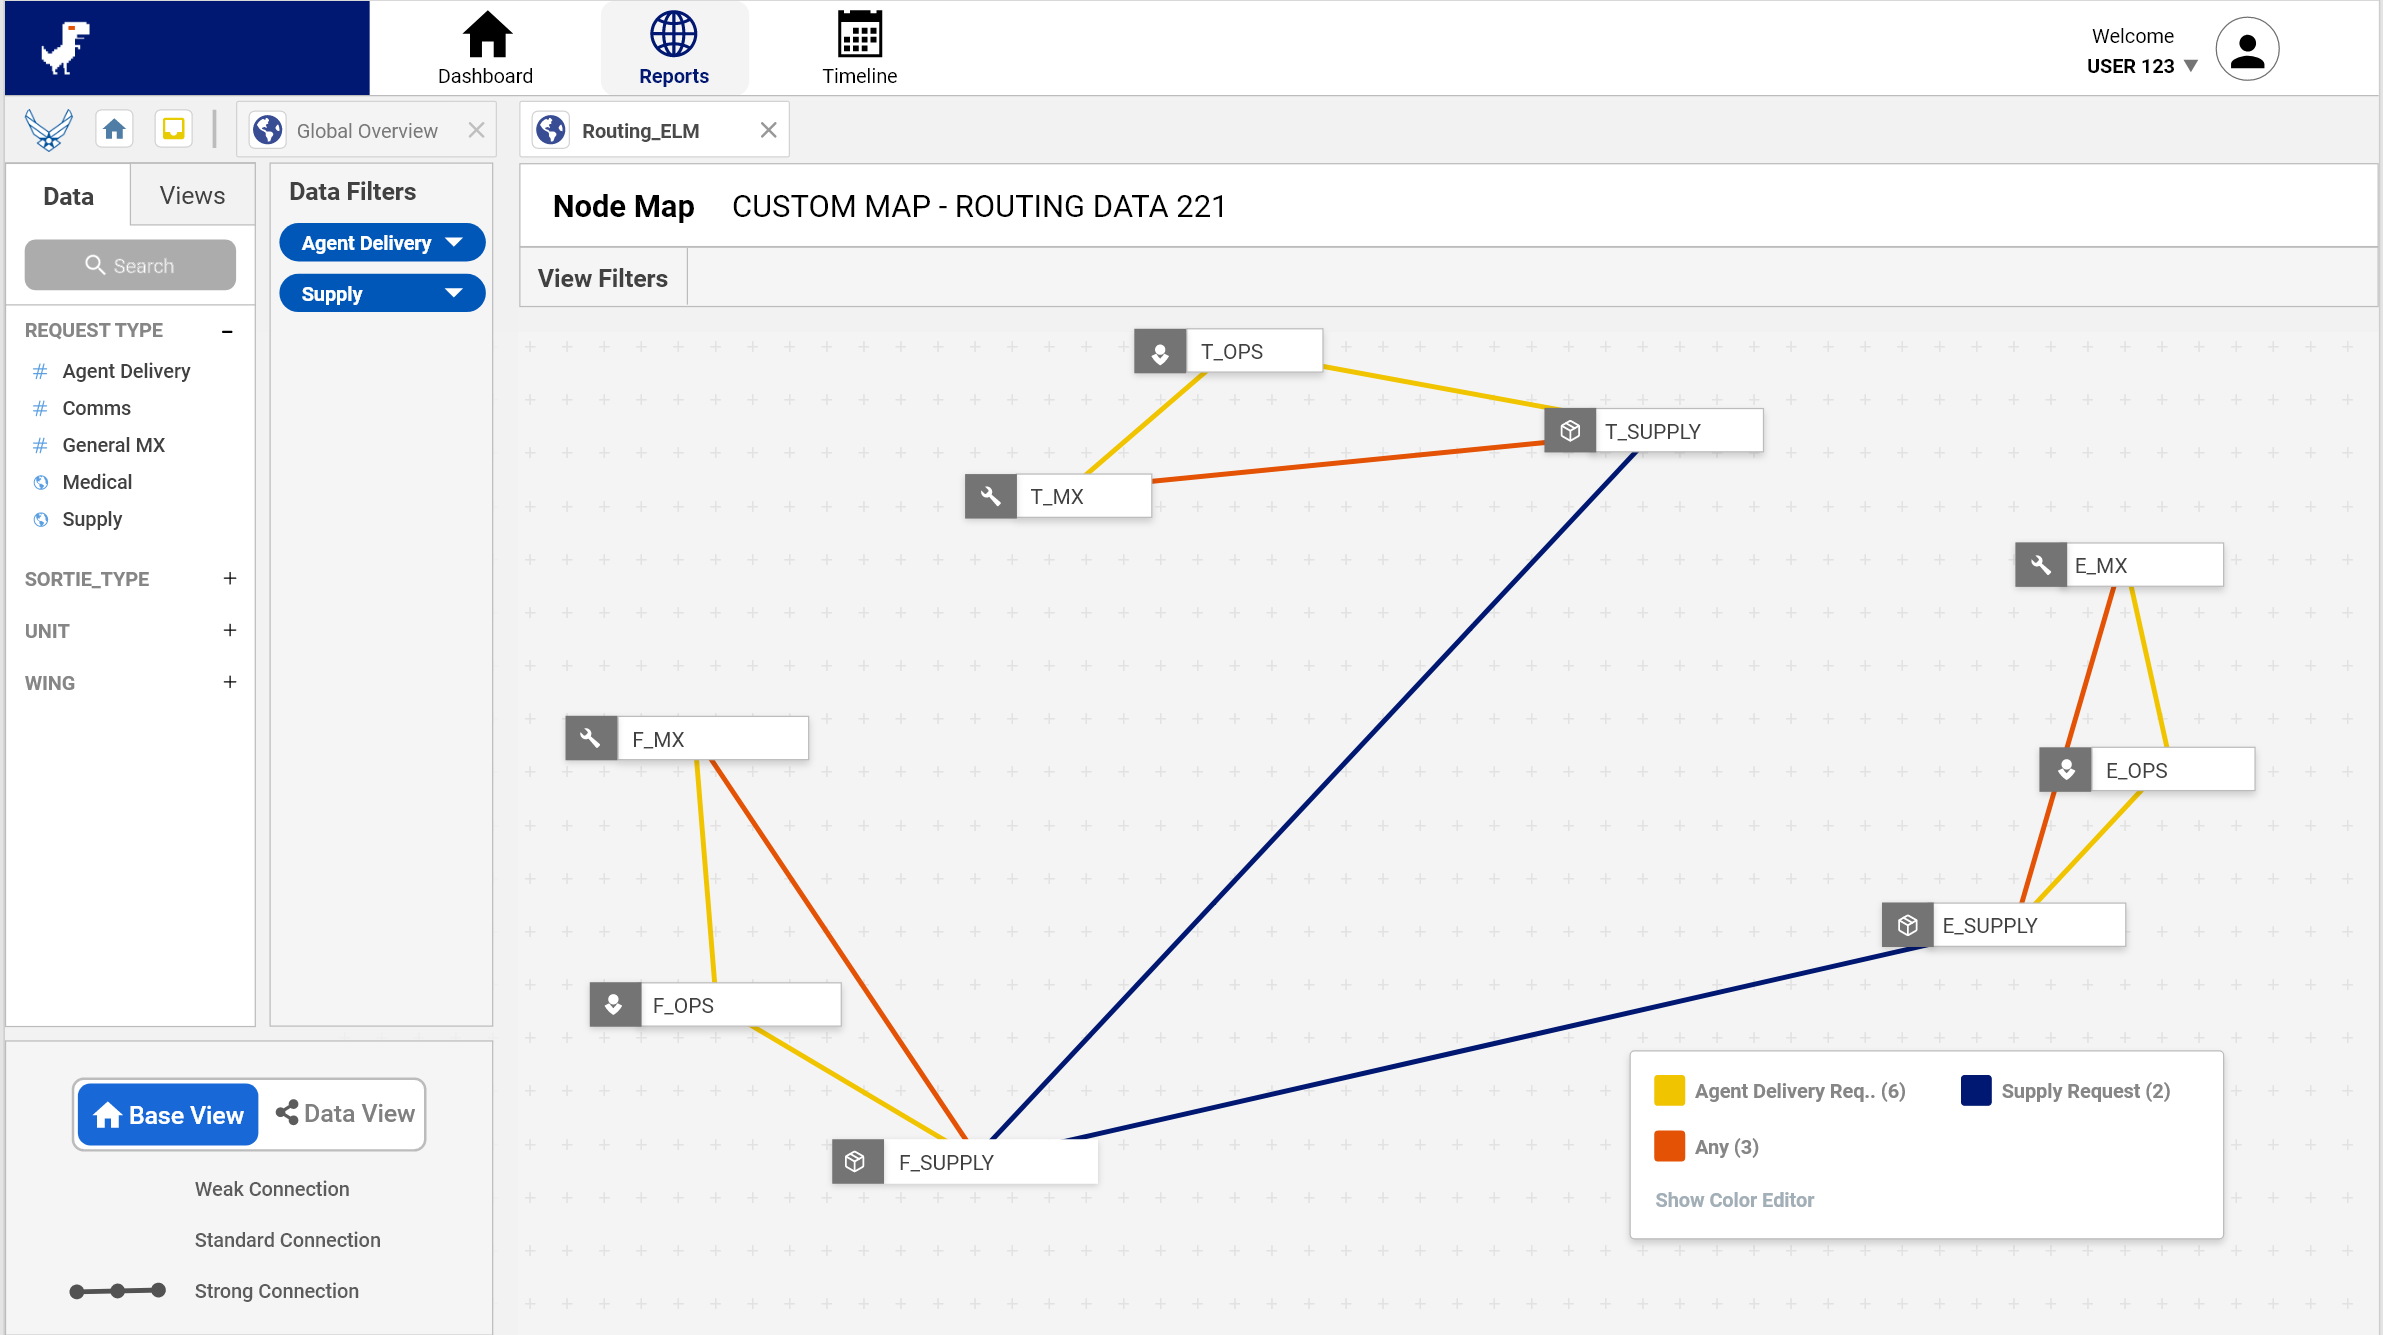 Dashboard
Reports
Timeline
Welcome
USER 123
Global Overview
Routing_ELM
Data
Views
Search
REQUEST TYPE
# Agent Delivery
# Comms
# General MX
Medical
Supply
SORTIE_TYPE +
UNIT +
WING +
Data Filters
Agent Delivery
Supply
Node Map CUSTOM MAP - ROUTING DATA 221
View Filters
T_OPS
T_SUPPLY
T_MX
E_MX
F_MX
E_OPS
E_SUPPLY
F_OPS
F_SUPPLY
Agent Delivery Req.. (6)
Supply Request (2)
Any (3)
Show Color Editor
Base View
Data View
Weak Connection
Standard Connection
Strong Connection